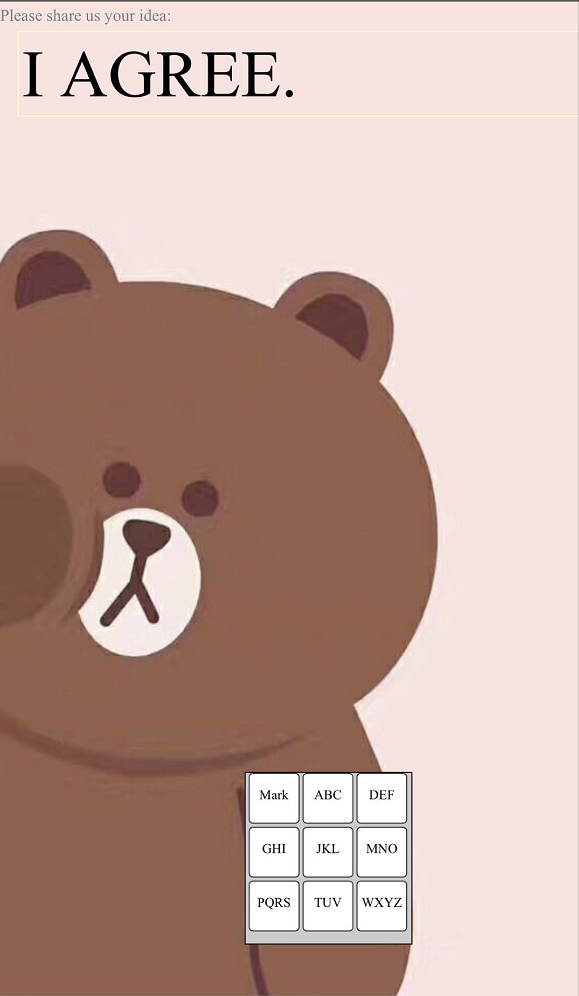 Please share us your idea:
I AGREE.
Mark ABC DEF
GHI JKL MNO
PQRS TUV WXYZ